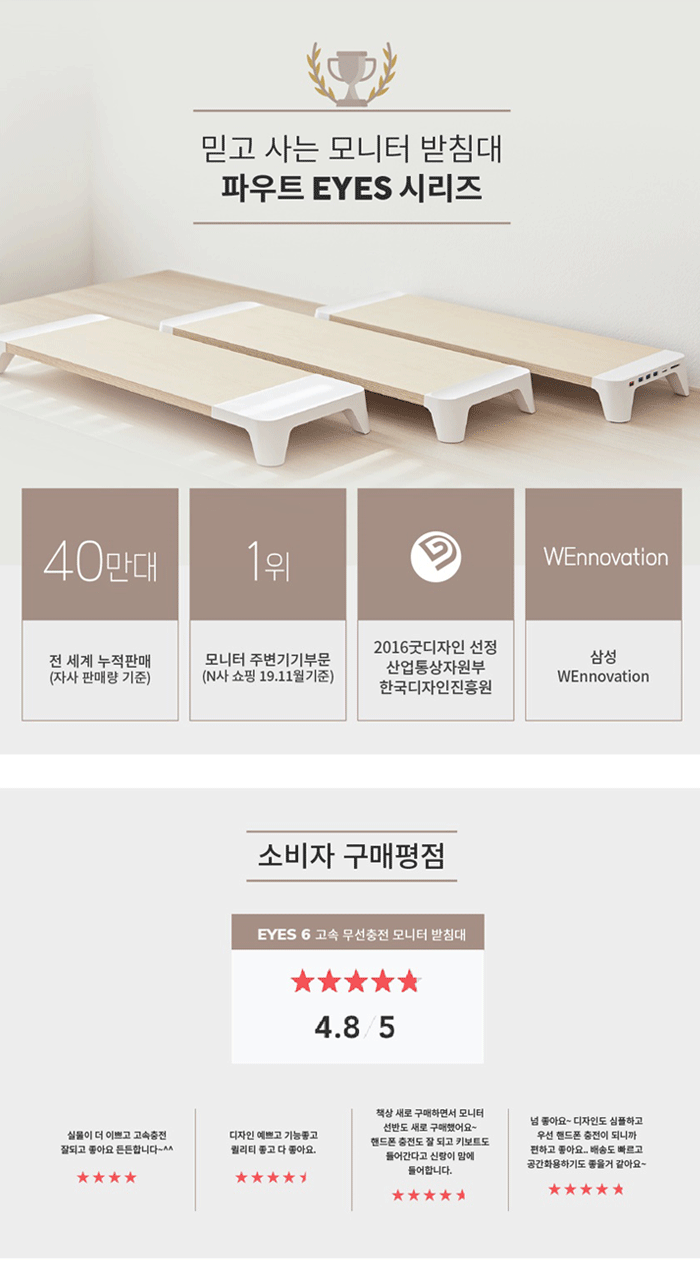 믿고 사는 모니터 받침대
파우트 EYES 시리즈
40만대
전 세계 누적판매
(자사 판매량 기준)
1위
모니터 주변기기부문
(N사 쇼핑 19.11월기준)
2016굿디자인 선정
산업통상자원부
한국디자인진흥원
WEnnovation
삼성
WEnnovation
소비자 구매평점
EYES 6 고속 무선충전 모니터 받침대
4.8/5
실물이 더 이쁘고 고속충전
잘되고 좋아요 든든합니다~^^
디자인 예쁘고 기능좋고
퀄리티 좋고 다 좋아요.
책상 새로 구매하면서 모니터
선반도 새로 구매했어요~
핸드폰 충전도 잘 되고 키보드도
들어간다고 신랑이 맘에
들어합니다.
넘 좋아요~ 디자인도 심플하고
우선 핸드폰 충전이 되니까
편하고 좋아요.. 배송도 빠르고
공간활용하기도 좋을거 같아요~